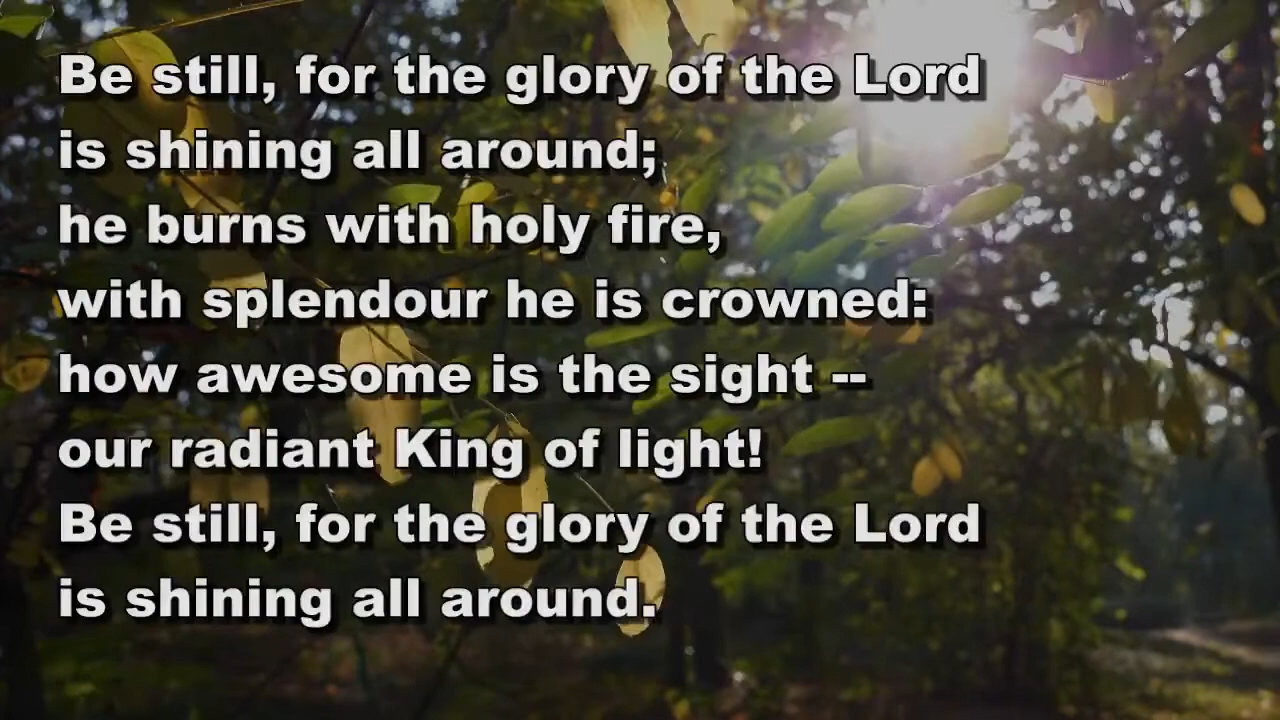 Be still, for the glory of the Lord
is shining all around;
he burns with holy fire,
with splendour he is crowned:
how awesome is the sight --
our radiant King of light!
Be still, for the glory of the Lord
is shining all around.